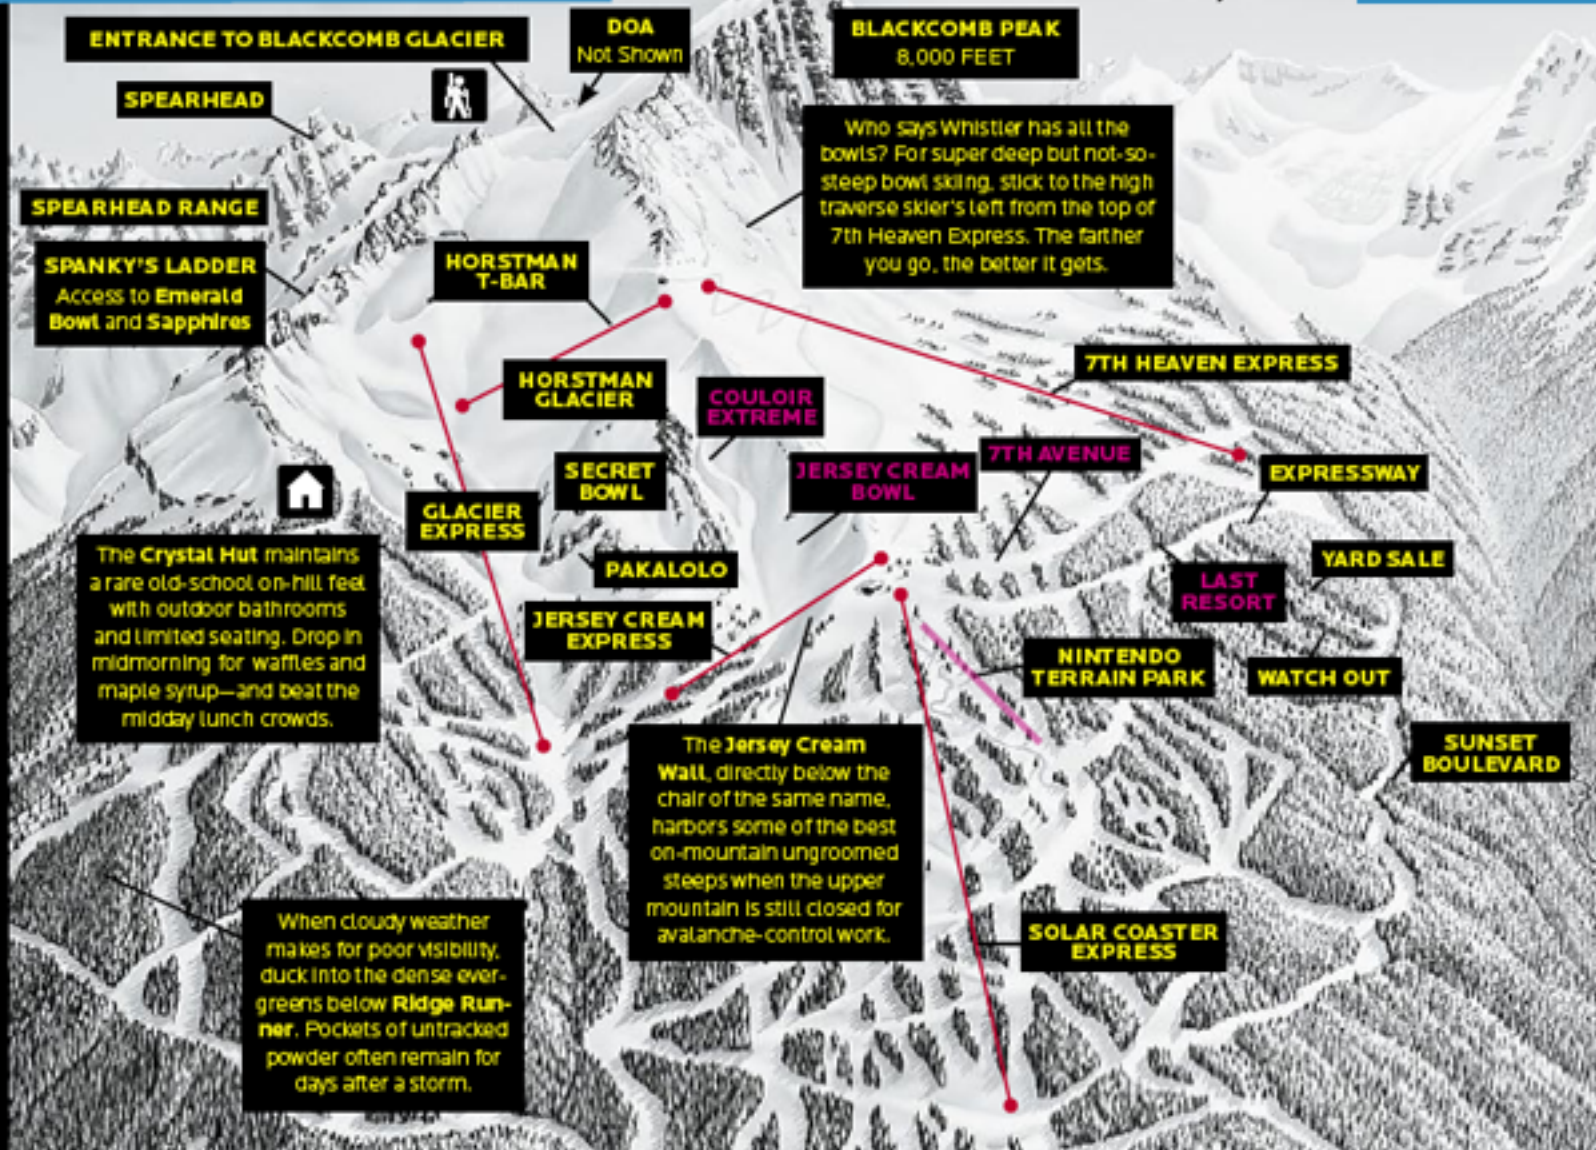 ENTRANCE TO BLACKCOMB GLACIER
DOA
Not Shown
BLACKCOMB PEAK
8,000 FEET
SPEARHEAD
Who says Whistler has all the
bowls? For super deep but not-so-
steep bowl skiing, stick to the high
traverse skier's left from the top of
7th Heaven Express. The farther
you go, the better it gets.
SPEARHEAD RANGE
SPANKY'S LADDER
Access to Emerald
Bowl and Sapphires
HORSTMAN
T-BAR
7TH HEAVEN EXPRESS
HORSTMAN
GLACIER
COULOIR
EXTREME
7TH AVENUE
SECRET
BOWL
JERSEY CREAM
BOWL
EXPRESSWAY
GLACIER
EXPRESS
The Crystal Hut maintains
a rare old-school on-hill feel
with outdoor bathrooms
and limited seating. Drop in
midmorning for waffles and
maple syrup—and beat the
midday lunch crowds.
PAKALOLO
YARD SALE
LAST
RESORT
JERSEY CREAM
EXPRESS
NINTENDO
TERRAIN PARK
WATCH OUT
SUNSET
BOULEVARD
The Jersey Cream
Wall, directly below the
chair of the same name,
harbors some of the best
on-mountain ungroomed
steeps when the upper
mountain is still closed for
avalanche-control work.
When cloudy weather
makes for poor visibility,
duck into the dense ever-
greens below Ridge Run-
ner. Pockets of untracked
powder often remain for
days after a storm.
SOLAR COASTER
EXPRESS